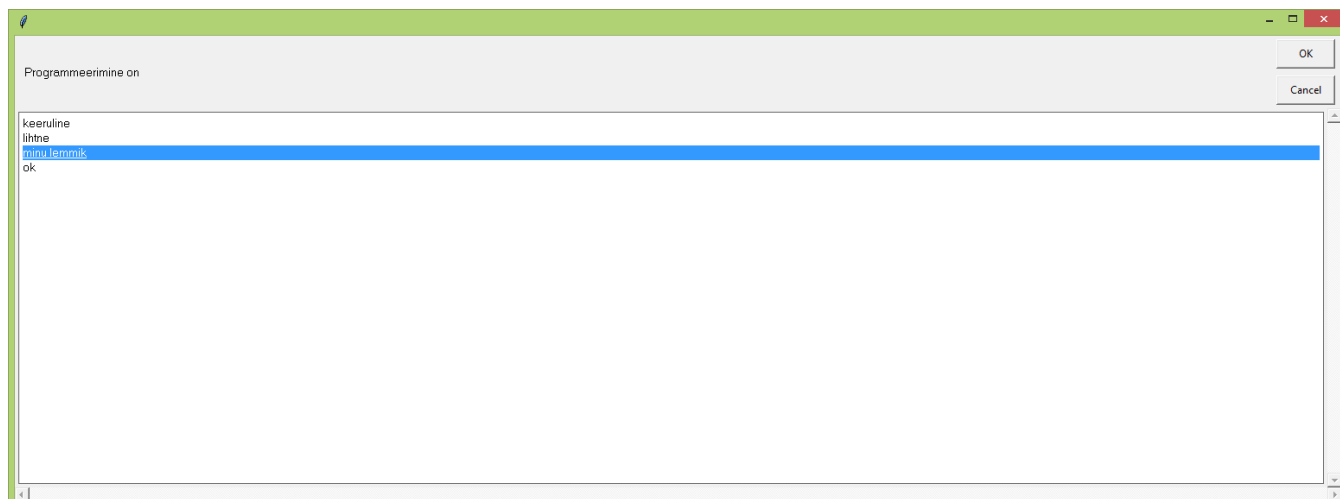 Programmeerimine on
OK
Cancel
keeruline
lihtne
minu lemmik
ok